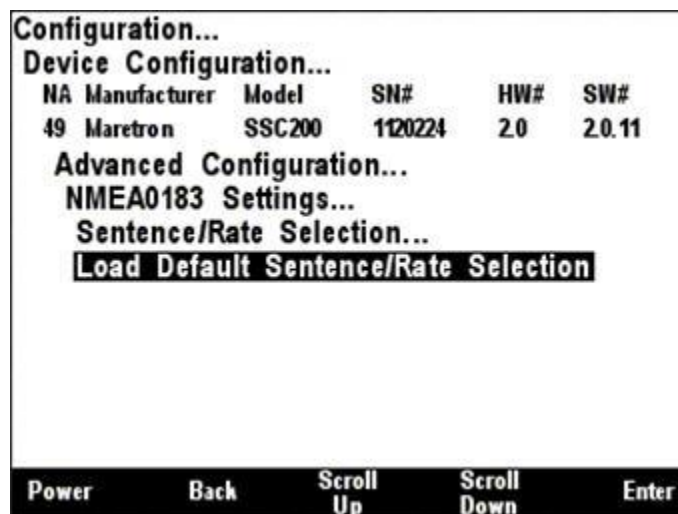 Configuration...
Device Configuration...
NA Manufacturer Model SN# HW# SW#
49 Maretron SSC200 1120224 2.0 2.0.11
Advanced Configuration...
NMEA0183 Settings...
Sentence/Rate Selection...
Load Default Sentence/Rate Selection
Power Back Scroll Up Scroll Down Enter